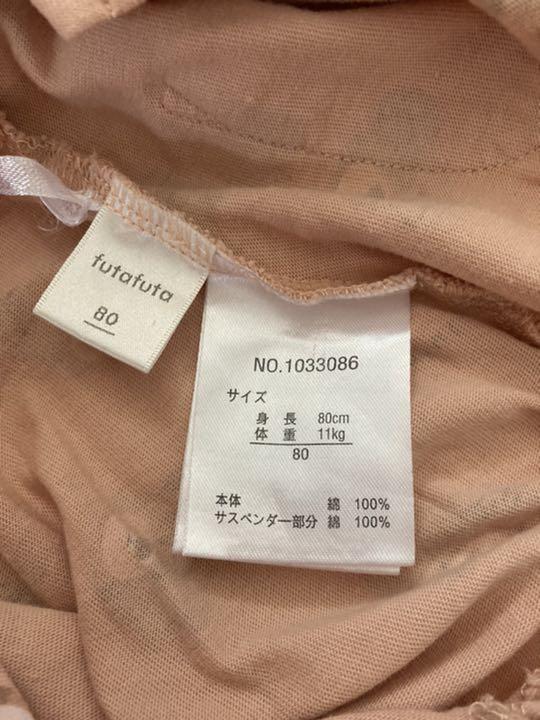 futafuta
80
NO.1033086
サイズ
身 長 80cm
体 重 11kg
80
本体 綿 100%
サスペンダー部分 綿 100%